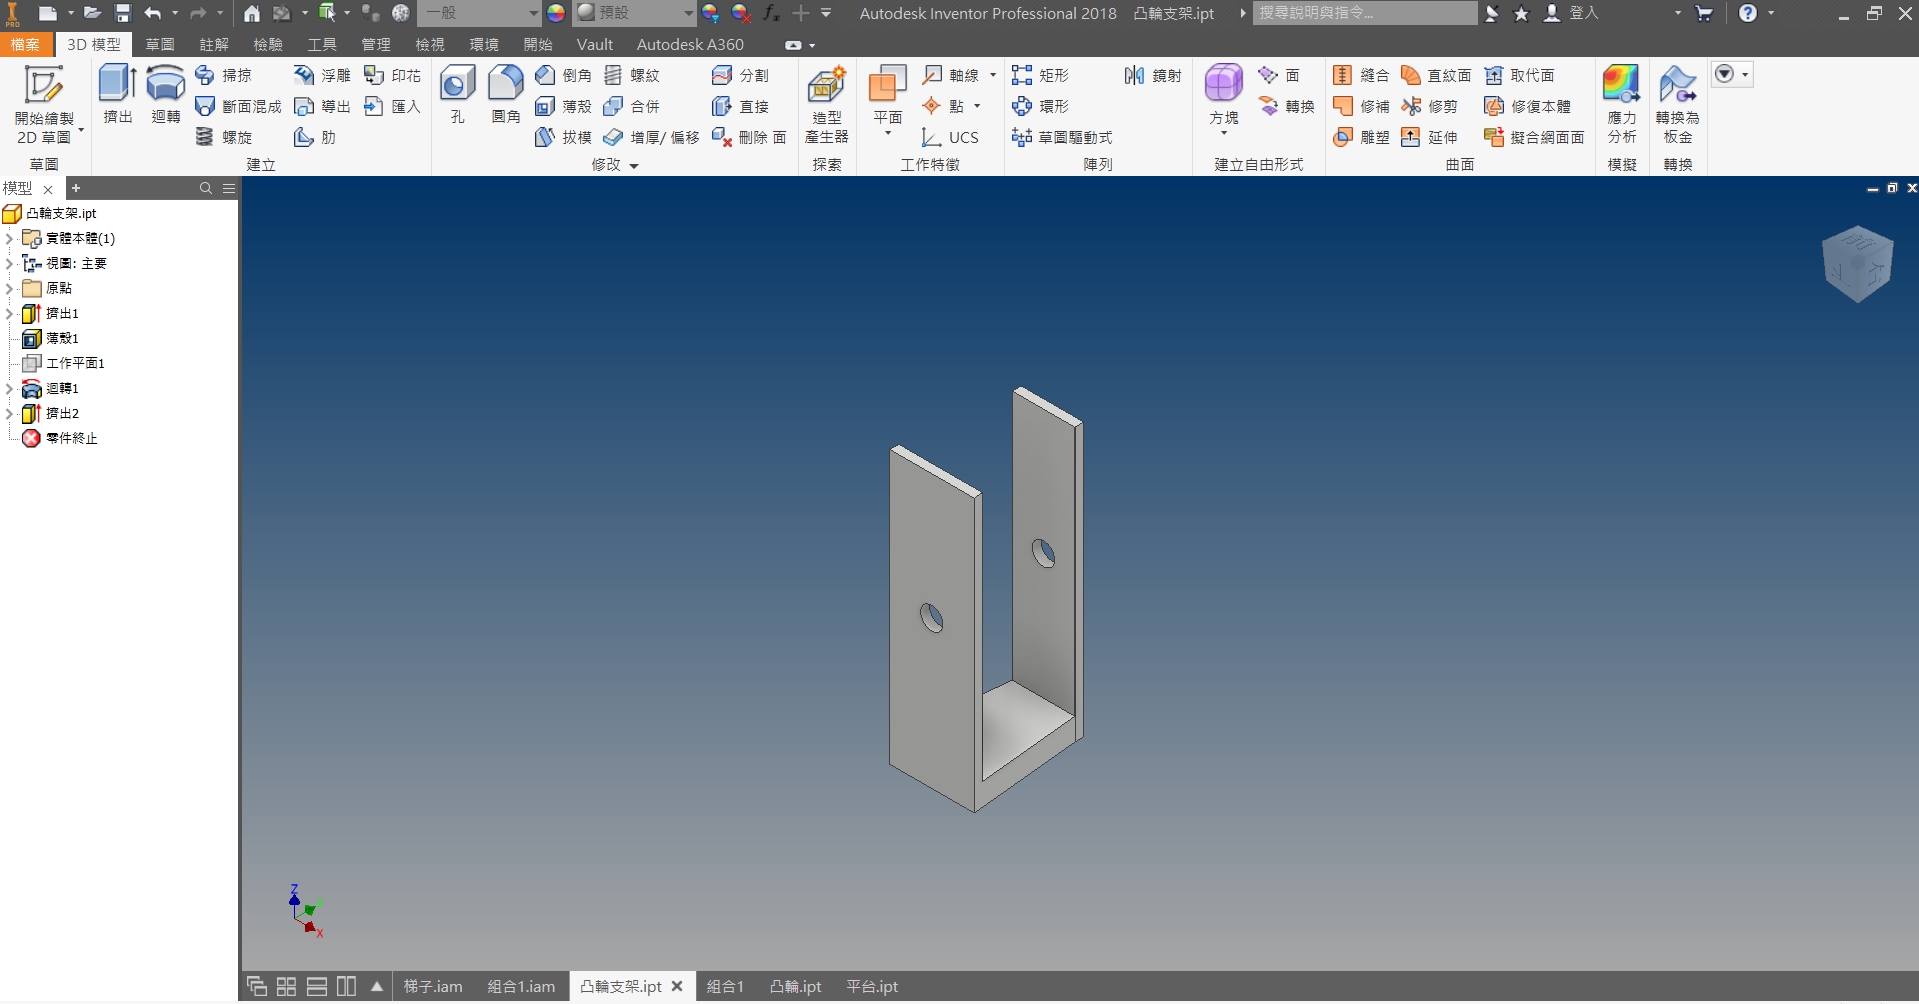 PRO
一般
預設
fx
Autodesk Inventor Professional 2018 凸輪支架.ipt
搜尋說明與指令...
登入
檔案 3D 模型 草圖 註解 檢驗 工具 管理 檢視 環境 開始 Vault Autodesk A360
開始繪製
2D 草圖
草圖
擠出
迴轉
掃掠
斷面混成
螺旋
浮雕
導出
肋
印花
匯入
建立
孔
圓角
倒角
薄殼
拔模
螺紋
合併
增厚/ 偏移
分割
直接
刪除 面
修改
造型
產生器
探索
平面
軸線
點
UCS
工作特徵
矩形
環形
草圖驅動式
鏡射
陣列
方塊
面
轉換
建立自由形式
縫合
修補
雕塑
直紋面
修剪
延伸
取代面
修復本體
擬合網面面
曲面
應力
分析
模擬
轉換為
板金
轉換
模型
凸輪支架.ipt
實體本體(1)
視圖: 主要
原點
擠出1
薄殼1
工作平面1
迴轉1
擠出2
零件終止
Z
X
梯子.iam 組合1.iam 凸輪支架.ipt 組合1 凸輪.ipt 平台.ipt